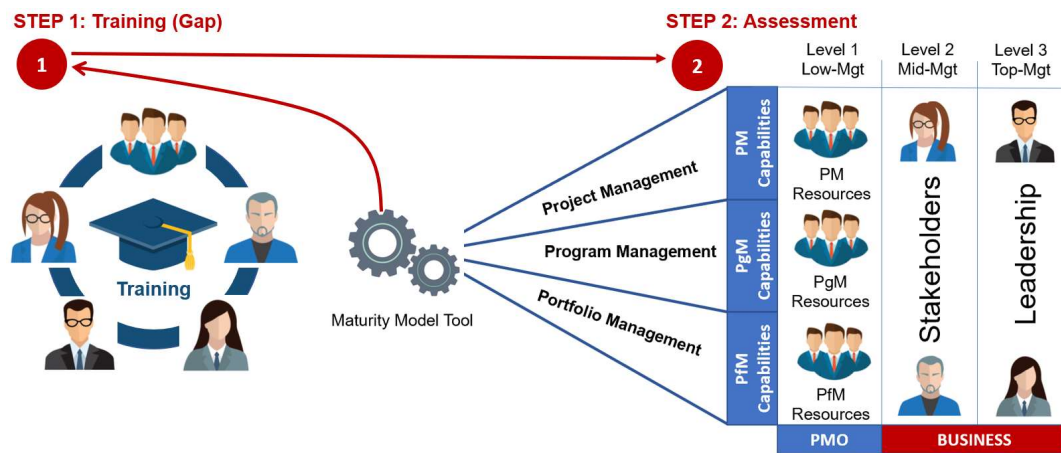 STEP 1: Training (Gap)
STEP 2: Assessment
1
2
Level 1
Low-Mgt
Level 2
Mid-Mgt
Level 3
Top-Mgt
Training
Maturity Model Tool
Project Management
Program Management
Portfolio Management
PM
Capabilities
PgM
Capabilities
PfM
Capabilities
PM
Resources
PgM
Resources
PfM
Resources
Stakeholders
Leadership
PMO
BUSINESS